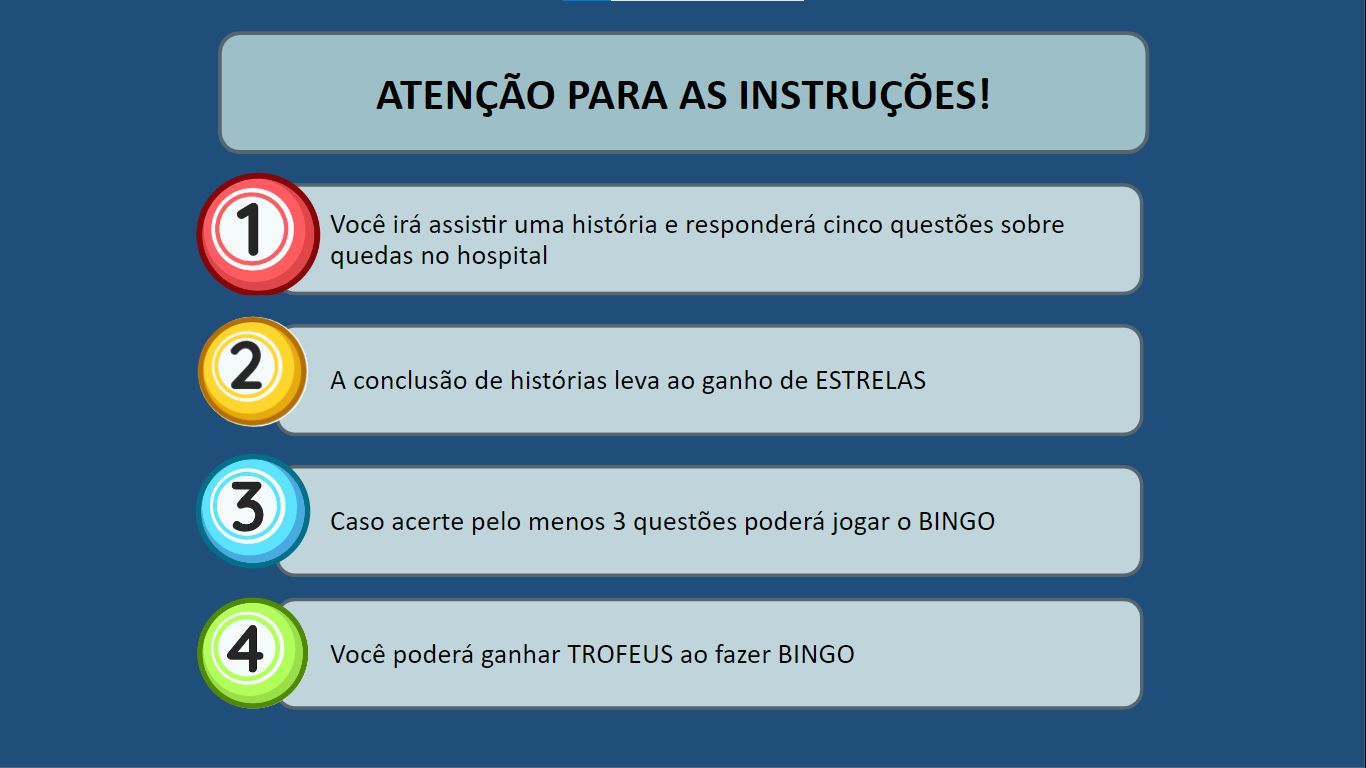 ATENÇÃO PARA AS INSTRUÇÕES!
1
Você irá assistir uma história e responderá cinco questões sobre
quedas no hospital
2
A conclusão de histórias leva ao ganho de ESTRELAS
3
Caso acerte pelo menos 3 questões poderá jogar o BINGO
4
Você poderá ganhar TROFEUS ao fazer BINGO